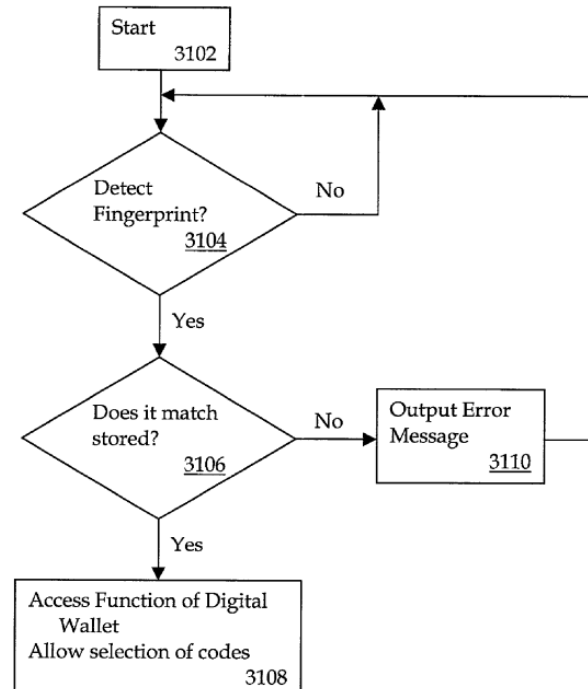 Start
3102
Detect
Fingerprint?
3104
No
Yes
Does it match
stored?
3106
No
Output Error
Message
3110
Yes
Access Function of Digital
Wallet
Allow selection of codes
3108